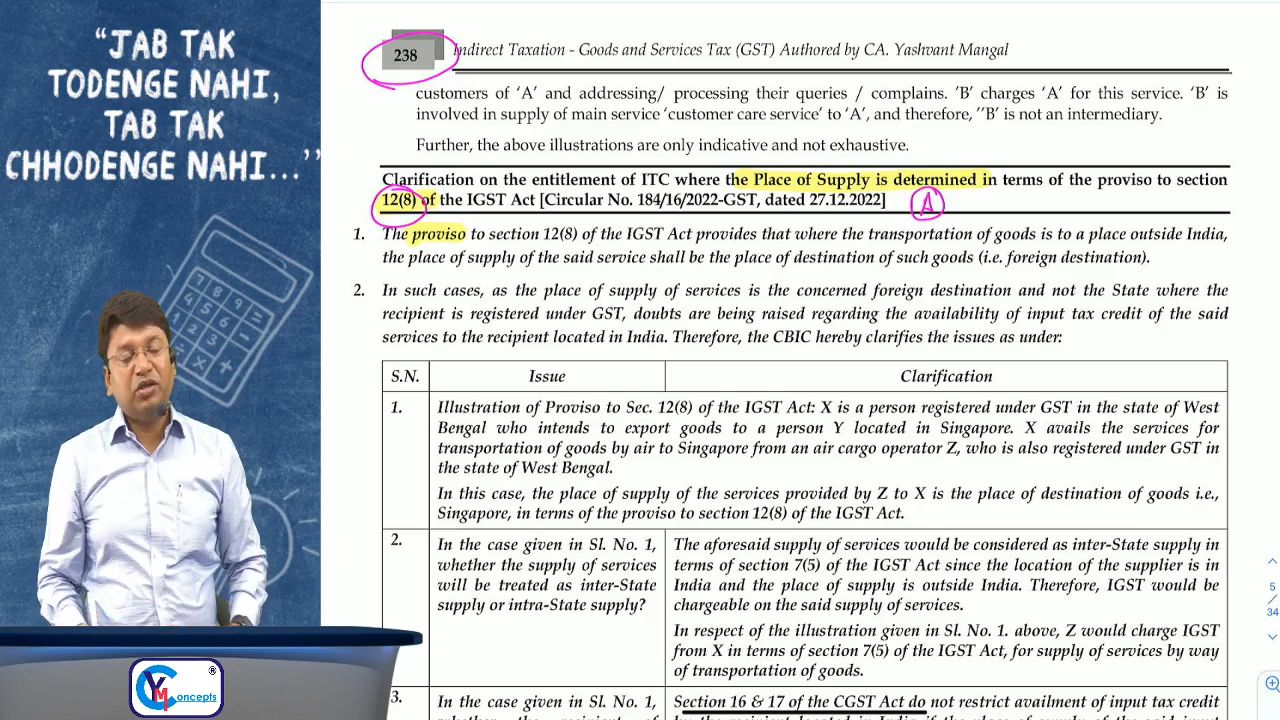 “JAB TAK
TODENGE NAHI,
TAB TAK
CHHODENGE NAHI...’’
238
Indirect Taxation - Goods and Services Tax (GST) Authored by CA. Yashvant Mangal
customers of ‘A’ and addressing/ processing their queries / complains. ‘B’ charges ‘A’ for this service. ‘B’ is
involved in supply of main service ‘customer care service’ to ‘A’, and therefore, ‘’B’ is not an intermediary.
Further, the above illustrations are only indicative and not exhaustive.
Clarification on the entitlement of ITC where the Place of Supply is determined in terms of the proviso to section
12(8) of the IGST Act [Circular No. 184/16/2022-GST, dated 27.12.2022]
A
1. The proviso to section 12(8) of the IGST Act provides that where the transportation of goods is to a place outside India,
the place of supply of the said service shall be the place of destination of such goods (i.e. foreign destination).
2. In such cases, as the place of supply of services is the concerned foreign destination and not the State where the
recipient is registered under GST, doubts are being raised regarding the availability of input tax credit of the said
services to the recipient located in India. Therefore, the CBIC hereby clarifies the issues as under:
S.N. Issue Clarification
1. Illustration of Proviso to Sec. 12(8) of the IGST Act: X is a person registered under GST in the state of West
Bengal who intends to export goods to a person Y located in Singapore. X avails the services for
transportation of goods by air to Singapore from an air cargo operator Z, who is also registered under GST in
the state of West Bengal.
In this case, the place of supply of the services provided by Z to X is the place of destination of goods i.e.,
Singapore, in terms of the proviso to section 12(8) of the IGST Act.
2.
In the case given in Sl. No. 1,
whether the supply of services
will be treated as inter-State
supply or intra-State supply?
The aforesaid supply of services would be considered as inter-State supply in
terms of section 7(5) of the IGST Act since the location of the supplier is in
India and the place of supply is outside India. Therefore, IGST would be
chargeable on the said supply of services.
In respect of the illustration given in Sl. No. 1. above, Z would charge IGST
from X in terms of section 7(5) of the IGST Act, for supply of services by way
of transportation of goods.
3.
In the case given in Sl. No. 1,
Section 16 & 17 of the CGST Act do not restrict availment of input tax credit
5
/
34
7 8 9
4 5 6
1 2 3
YM Concepts
®